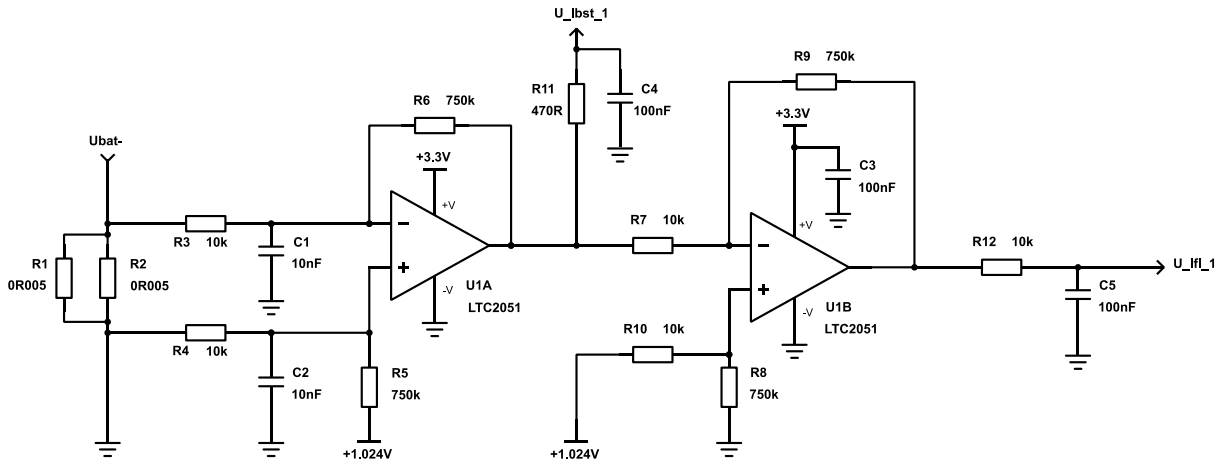 U_Ibst_1
R9 750k
R11
470R
C4
100nF
R6 750k
+3.3V
Ubat-
+3.3V
C3
100nF
+V
+V
R3 10k
C1
10nF
R7 10k
R12 10k
U_Ifl_1
R1
0R005
R2
0R005
-V
U1A
LTC2051
C5
100nF
-V
U1B
LTC2051
R4 10k
R10 10k
C2
10nF
R5
750k
R8
750k
+1.024V
+1.024V